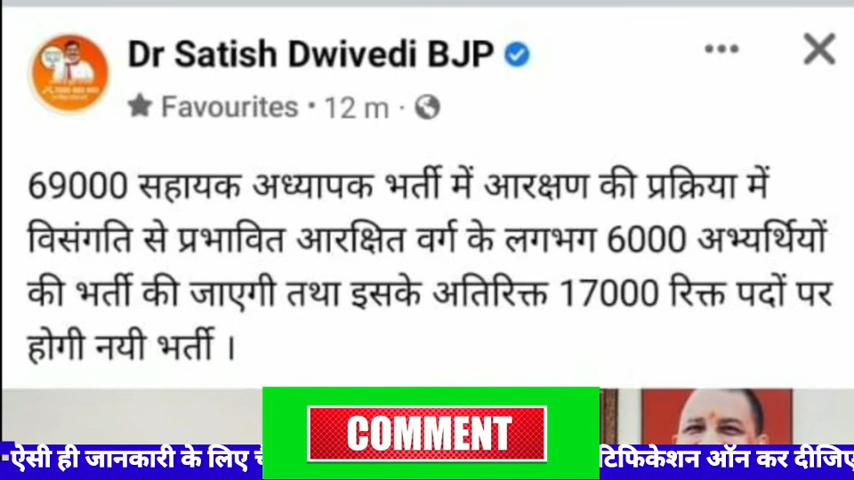 Dr Satish Dwivedi BJP
Favourites · 12 m ·
69000 सहायक अध्यापक भर्ती में आरक्षण की प्रक्रिया में
विसंगति से प्रभावित आरक्षित वर्ग के लगभग 6000 अभ्यर्थियों
की भर्ती की जाएगी तथा इसके अतिरिक्त 17000 रिक्त पदों पर
होगी नयी भर्ती ।
COMMENT
ऐसी ही जानकारी के लिए टिफिकेशन ऑन कर दीजिए